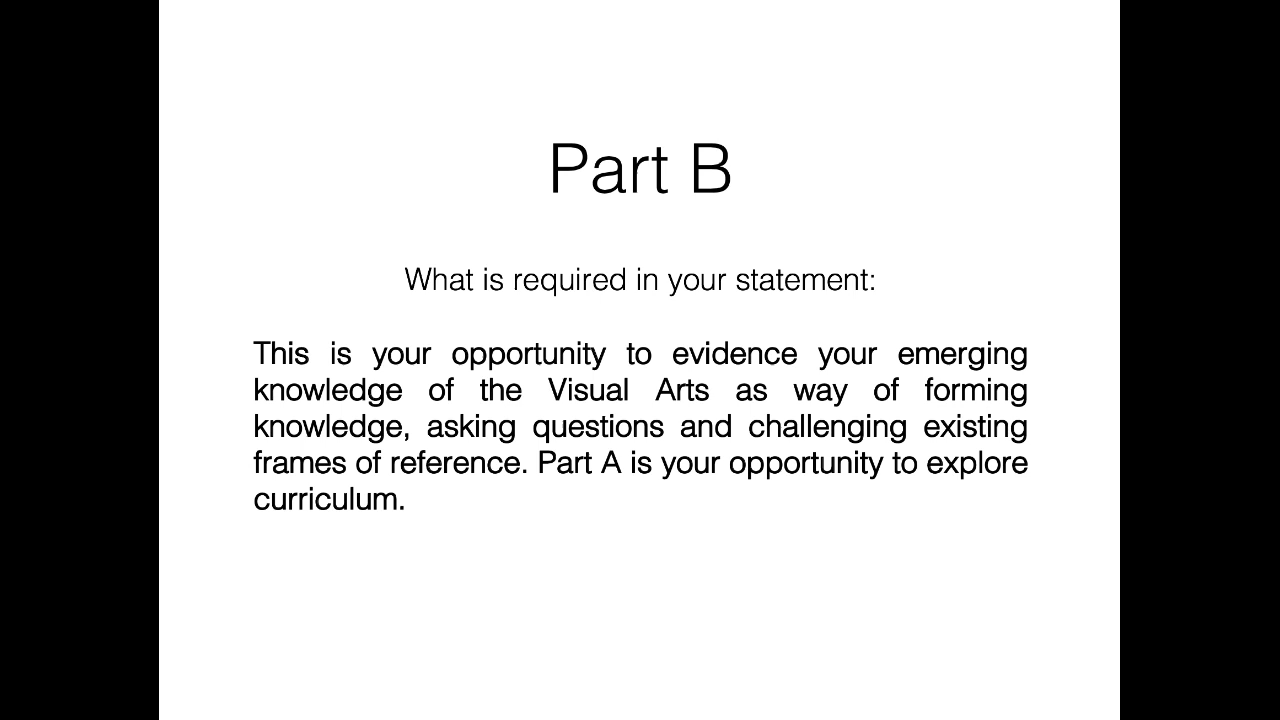 Part B
What is required in your statement:
This is your opportunity to evidence your emerging
knowledge of the Visual Arts as way of forming
knowledge, asking questions and challenging existing
frames of reference. Part A is your opportunity to explore
curriculum.